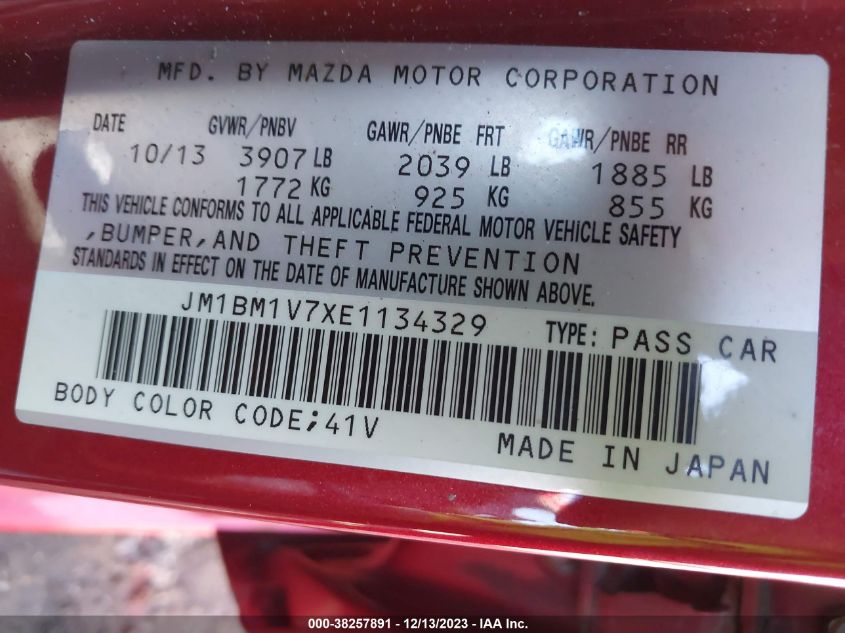 MFD. BY MAZDA MOTOR CORPORATION
DATE GVWR/PNBV GAWR/PNBE FRT GAWR/PNBE RR
10/13 3907 LB 2039 LB 1885 LB
1772 KG 925 KG 855 KG
THIS VEHICLE CONFORMS TO ALL APPLICABLE FEDERAL MOTOR VEHICLE SAFETY
,BUMPER,AND THEFT PREVENTION
STANDARDS IN EFFECT ON THE DATE OF MANUFACTURE SHOWN ABOVE.
JM1BM1V7XE1134329 TYPE: PASS CAR
BODY COLOR CODE;41V
MADE IN JAPAN
000-38257891 - 12/13/2023 - IAA Inc.